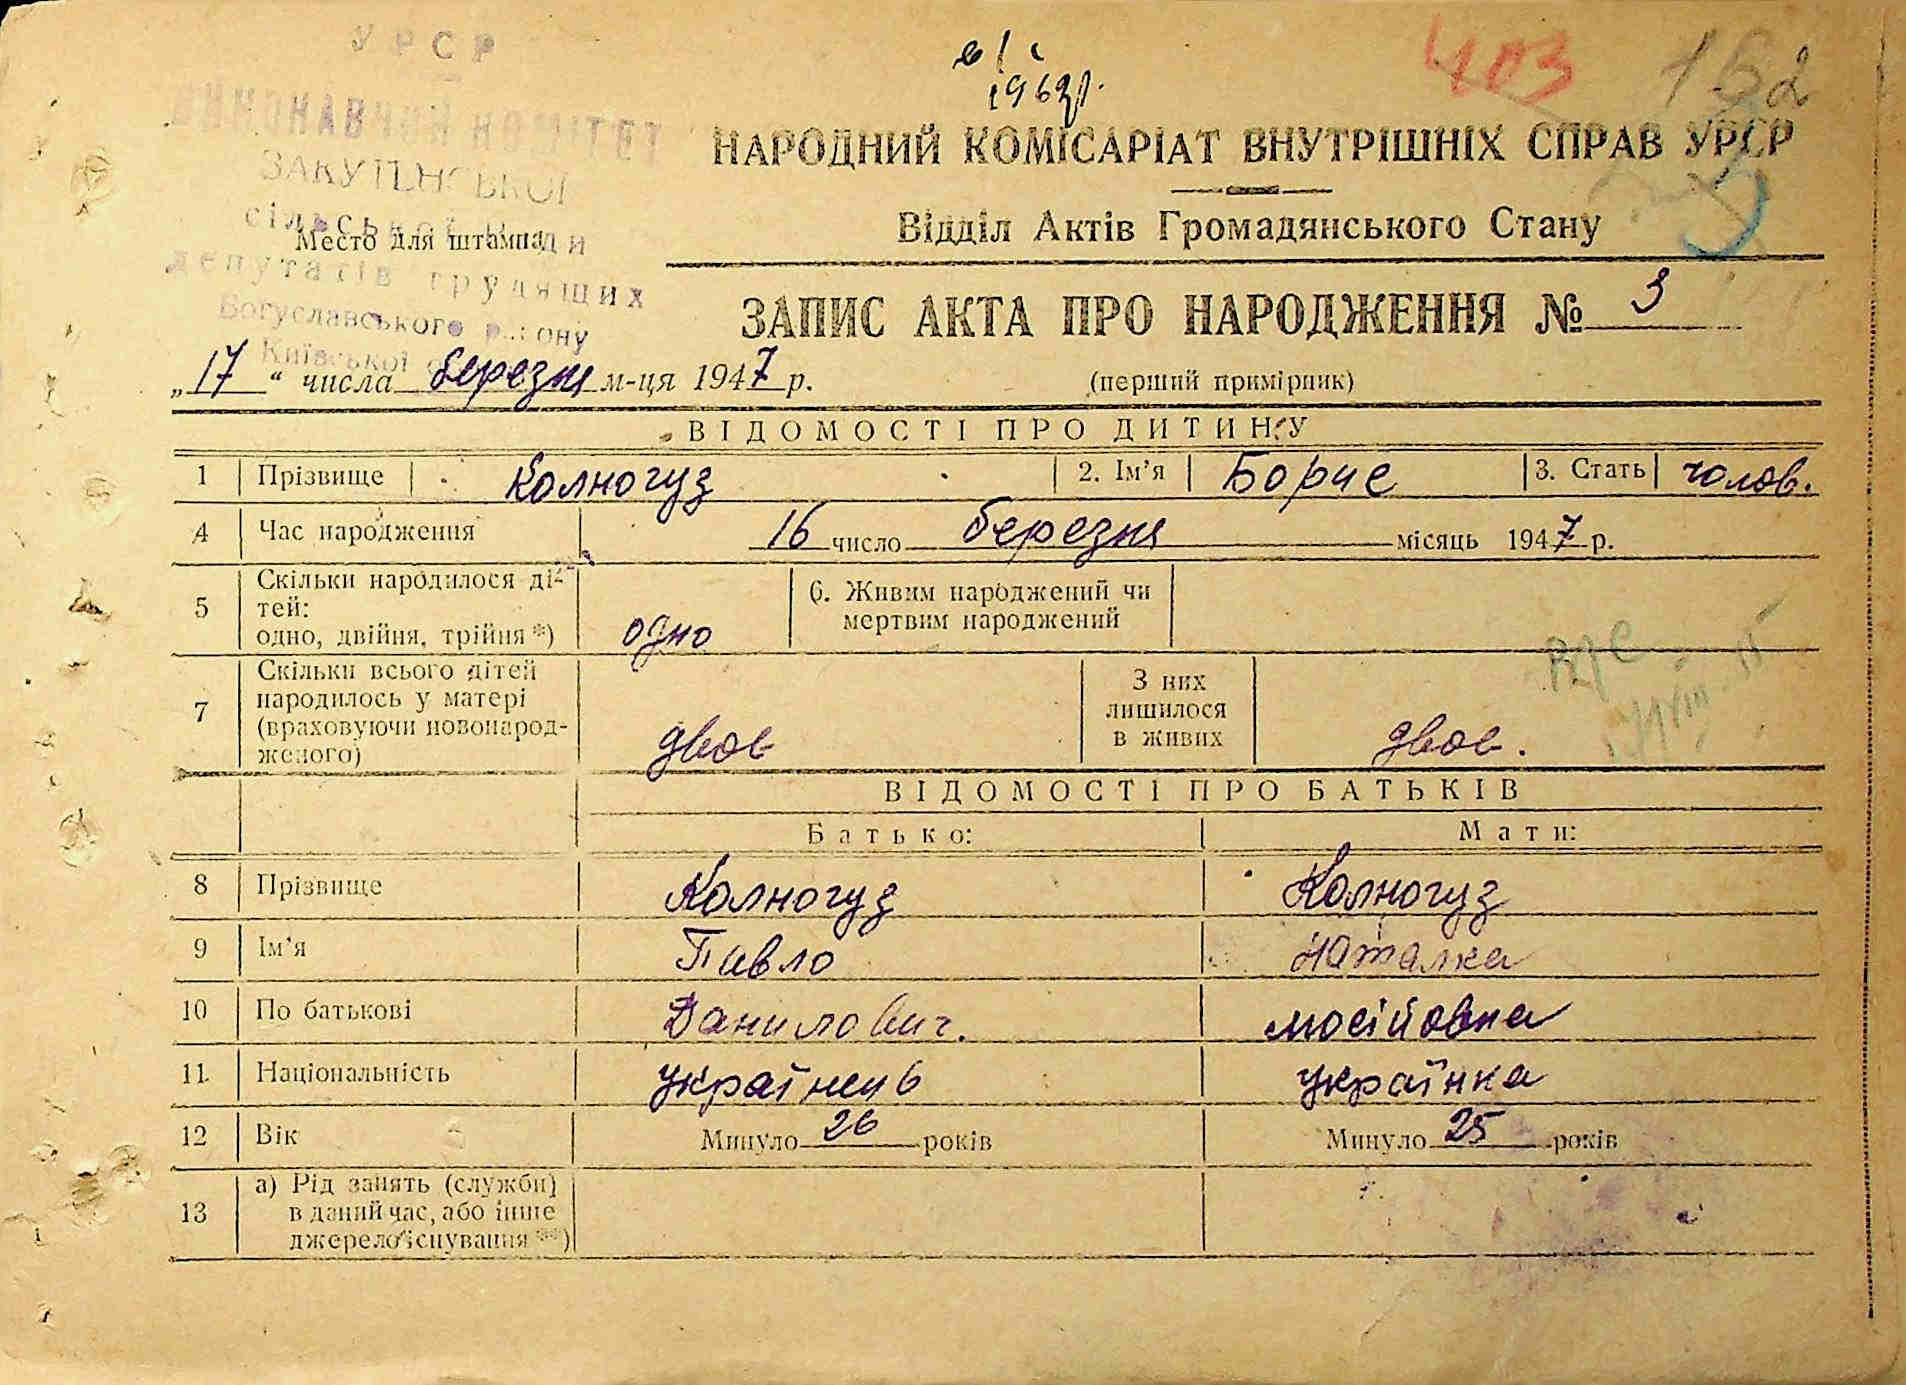 УРСР
ВИКОНАВЧИЙ КОМІТЕТ
ЗАКУТИНСЬКОЇ
сільської Ради
Место для штампа
депутатів трудящих
Богуславського району
Київської
1962р.
403
152
НАРОДНИЙ КОМІСАРІАТ ВНУТРІШНІХ СПРАВ УРСР
Відділ Актів Громадянського Стану
ЗАПИС АКТА ПРО НАРОДЖЕННЯ № 3
„17“ числа березня м-ця 1947 р. (перший примірник)
ВІДОМОСТІ ПРО ДИТИНУ
1 Прізвище Колногуз 2. Ім’я Борис 3. Стать чолов.
4 Час народження 16 число березня місяць 1947 р.
5 Скільки народилося дітей: одно, двійня, трійня *) одно 6. Живим народжений чи мертвим народжений
7 Скільки всього дітей народилось у матері (враховуючи новонародженого) двоє З них лишилося в живих двоє.
ВІДОМОСТІ ПРО БАТЬКІВ
Батько: Мати:
8 Прізвище Колногуз Колногуз
9 Ім’я Павло Наталка
10 По батькові Данилович. мосійовна
11 Національність українець українка
12 Вік Минуло 26 років Минуло 25 років
13 а) Рід занять (служби) в даний час, або інше джерело існування **)